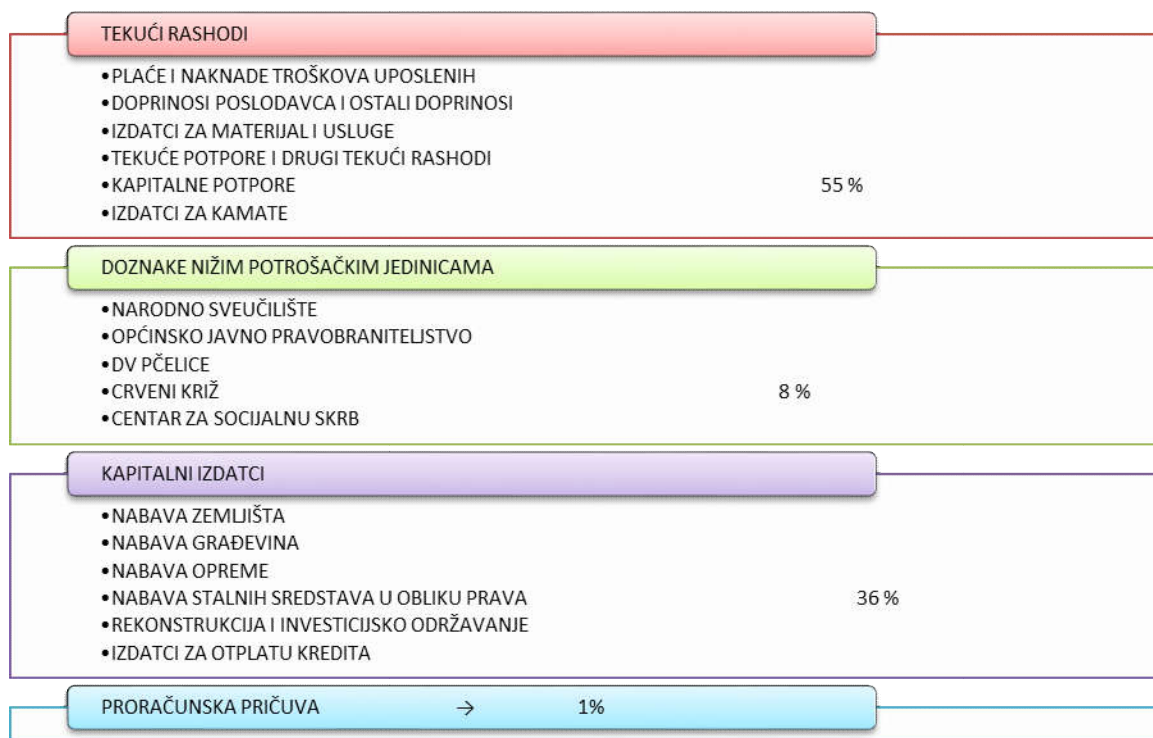 TEKUĆI RASHODI
•PLAĆE I NAKNADE TROŠKOVA UPOSLENIH
•DOPRINOSI POSLODAVCA I OSTALI DOPRINOSI
•IZDATCI ZA MATERIJAL I USLUGE
•TEKUĆE POTPORE I DRUGI TEKUĆI RASHODI
•KAPITALNE POTPORE 55 %
•IZDATCI ZA KAMATE
DOZNAKE NIŽIM POTROŠAČKIM JEDINICAMA
•NARODNO SVEUČILIŠTE
•OPĆINSKO JAVNO PRAVOBRANITELJSTVO
•DV PČELICE
•CRVENI KRIŽ 8 %
•CENTAR ZA SOCIJALNU SKRB
KAPITALNI IZDATCI
•NABAVA ZEMLJIŠTA
•NABAVA GRAĐEVINA
•NABAVA OPREME
•NABAVA STALNIH SREDSTAVA U OBLIKU PRAVA 36 %
•REKONSTRUKCIJA I INVESTICIJSKO ODRŽAVANJE
•IZDATCI ZA OTPLATU KREDITA
PRORAČUNSKA PRIČUVA → 1%